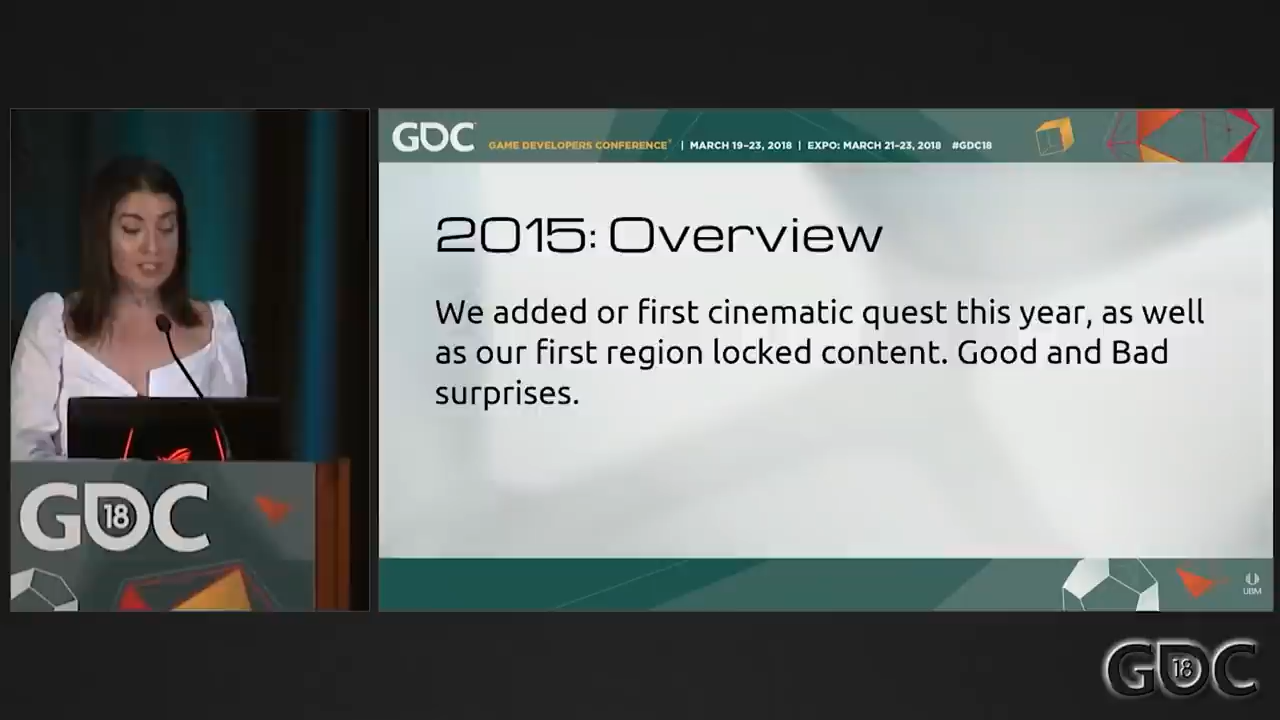 GDC GAME DEVELOPERS CONFERENCE | MARCH 19–23, 2018 | EXPO: MARCH 21–23, 2018 #GDC18
2015: Overview
We added or first cinematic quest this year, as well
as our first region locked content. Good and Bad
surprises.
GDC 18
UBM
GDC 18